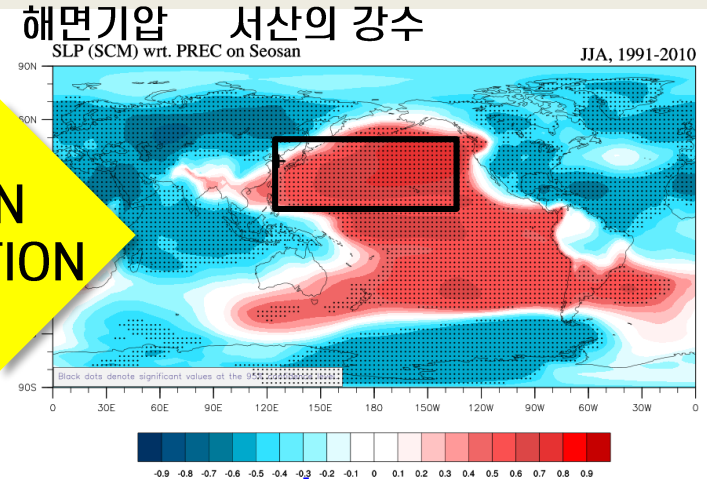 해면기압 서산의 강수
SLP (SCM) wrt. PREC on Seosan JJA, 1991-2010
90N
90S
0 30E 60E 90E 120E 150E 180 150W 120W 90W 60W 30W 0
Black dots denote significant values at the
-0.9 -0.8 -0.7 -0.6 -0.5 -0.4 -0.3 -0.2 -0.1 0 0.1 0.2 0.3 0.4 0.5 0.6 0.7 0.8 0.9